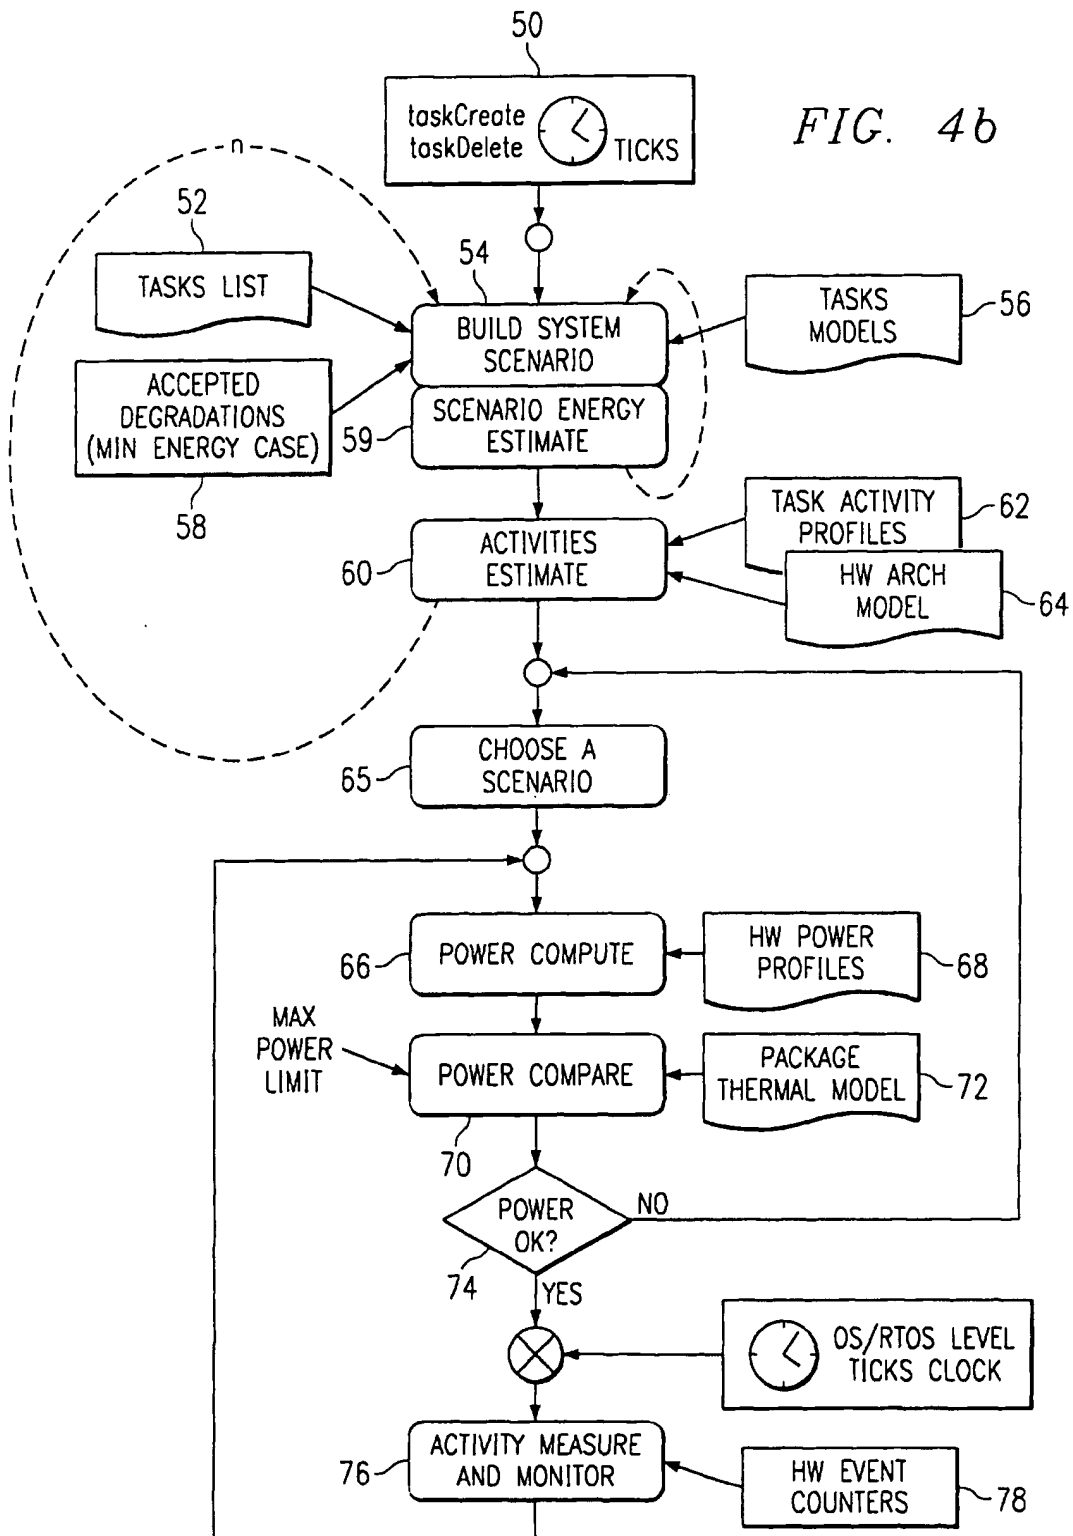 50
taskCreate
taskDelete
TICKS
FIG. 4b
n
52
TASKS LIST
54
BUILD SYSTEM
SCENARIO
TASKS
MODELS
56
ACCEPTED
DEGRADATIONS
(MIN ENERGY CASE)
58
59
SCENARIO ENERGY
ESTIMATE
60
ACTIVITIES
ESTIMATE
TASK ACTIVITY
PROFILES
62
HW ARCH
MODEL
64
65
CHOOSE A
SCENARIO
66
POWER COMPUTE
HW POWER
PROFILES
68
MAX
POWER
LIMIT
POWER COMPARE
70
PACKAGE
THERMAL MODEL
72
POWER
OK?
74
NO
YES
OS/RTOS LEVEL
TICKS CLOCK
76
ACTIVITY MEASURE
AND MONITOR
HW EVENT
COUNTERS
78